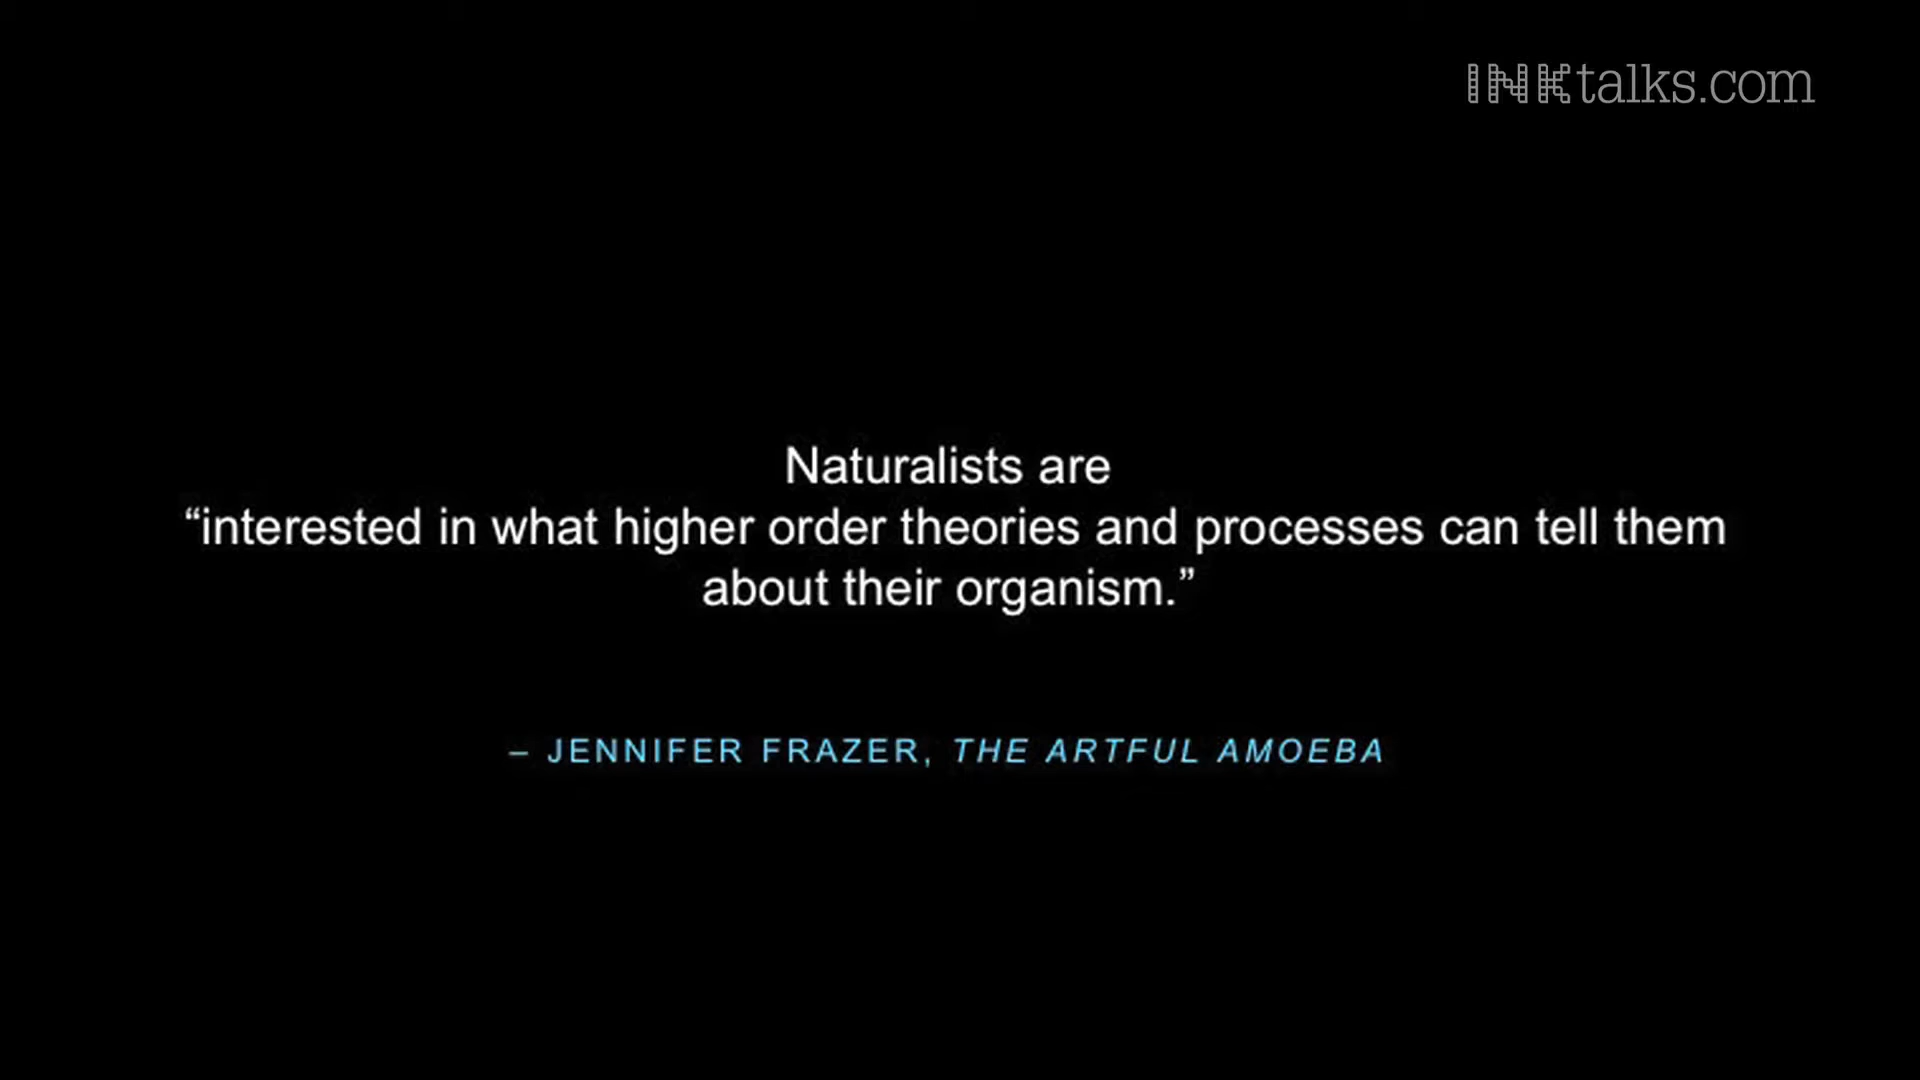 INKtalks.com
Naturalists are
“interested in what higher order theories and processes can tell them
about their organism.”
– JENNIFER FRAZER, THE ARTFUL AMOEBA